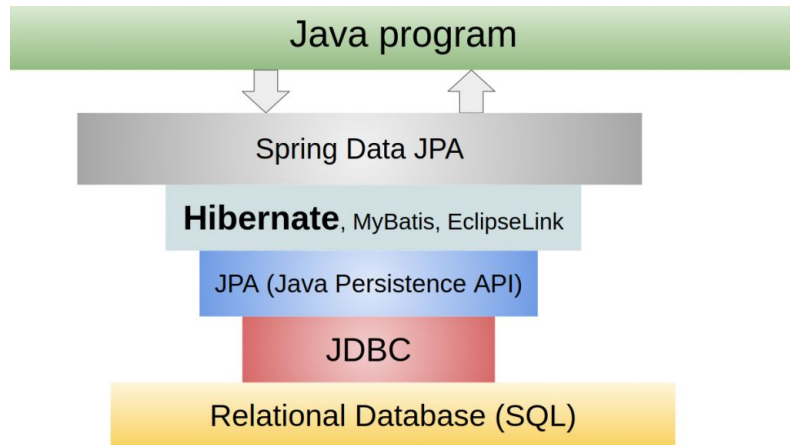 Java program
Spring Data JPA
Hibernate, MyBatis, EclipseLink
JPA (Java Persistence API)
JDBC
Relational Database (SQL)